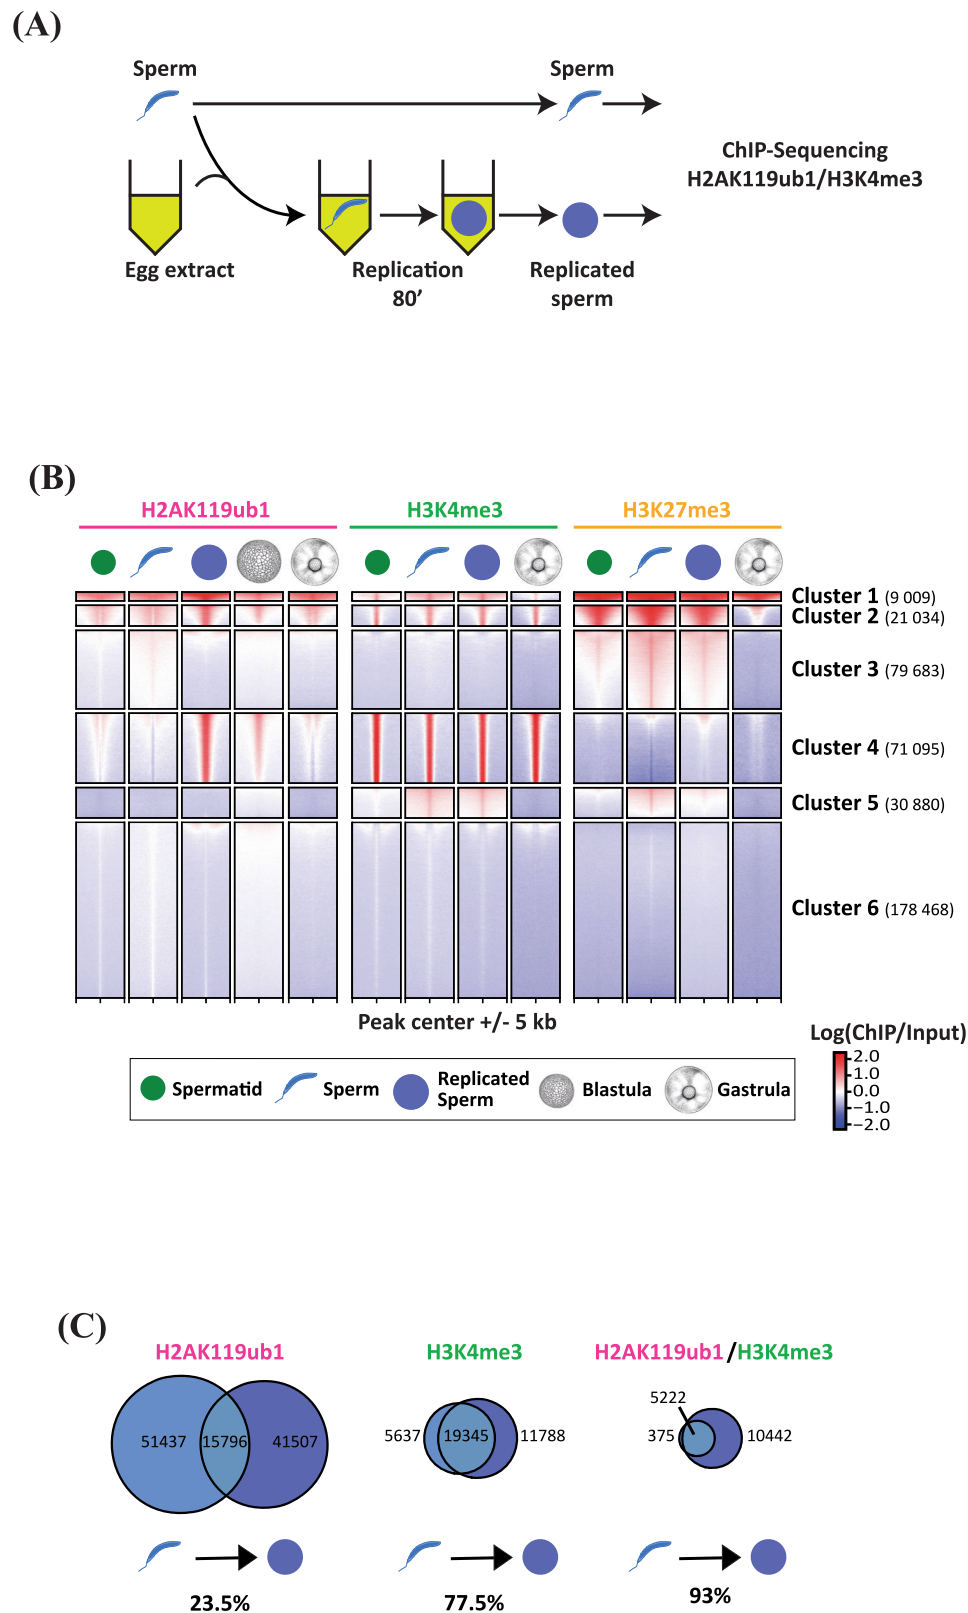 (A)
Sperm
Sperm
ChIP-Sequencing
H2AK119ub1/H3K4me3
Egg extract
Replication
80’
Replicated
sperm
(B)
H2AK119ub1
H3K4me3
H3K27me3
Cluster 1 (9 009)
Cluster 2 (21 034)
Cluster 3 (79 683)
Cluster 4 (71 095)
Cluster 5 (30 880)
Cluster 6 (178 468)
Peak center +/- 5 kb
Log(ChIP/Input)
2.0
1.0
0.0
−1.0
−2.0
Spermatid
Sperm
Replicated
Sperm
Blastula
Gastrula
(C)
H2AK119ub1
H3K4me3
H2AK119ub1/H3K4me3
51437
15796
41507
5637
19345
11788
5222
375
10442
23.5%
77.5%
93%